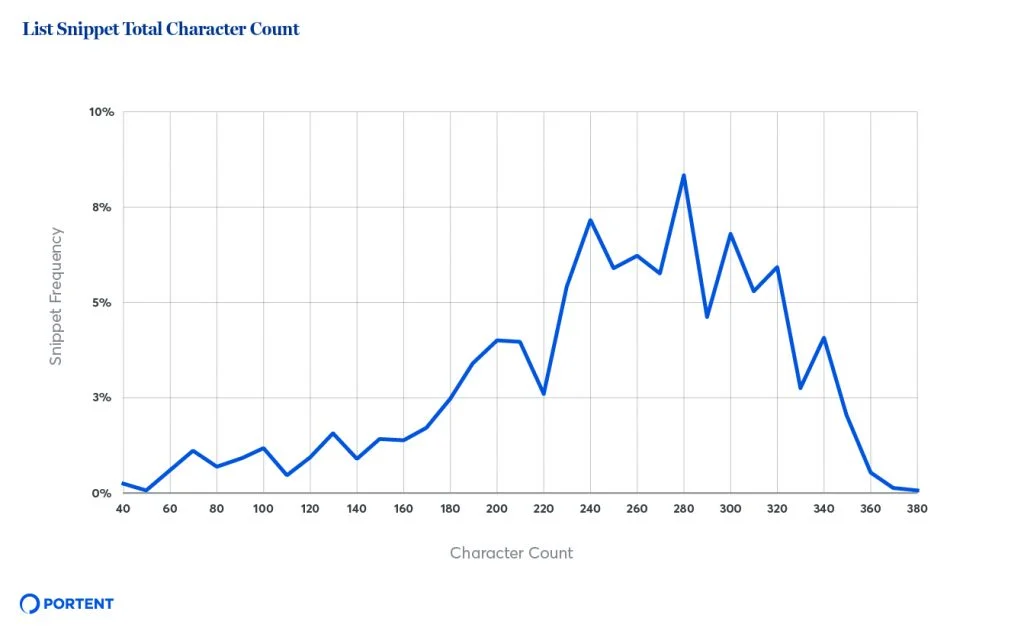 List Snippet Total Character Count
10%
8%
5%
3%
0%
Snippet Frequency
40 60 80 100 120 140 160 180 200 220 240 260 280 300 320 340 360 380
Character Count
PORTENT